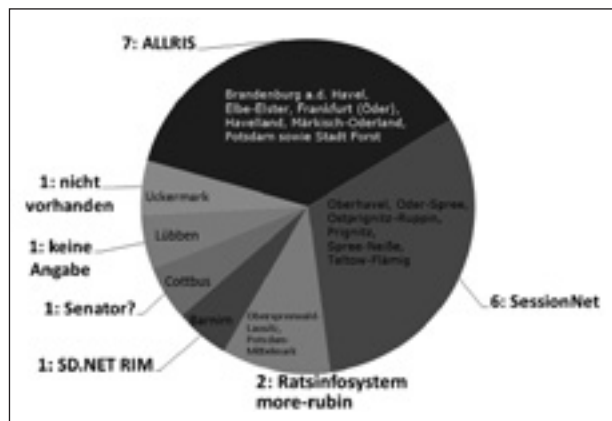 7: ALLRIS
Brandenburg a.d. Havel,
Elbe-Elster, Frankfurt (Oder),
Havelland, Märkisch-Oderland,
Potsdam sowie Stadt Forst
1: nicht
vorhanden
Uckermark
Oberhavel, Oder-Spree,
Ostprignitz-Ruppin,
Prignitz,
Spree-Neiße,
Teltow-Fläming
1: keine
Angabe
Lübben
Cottbus
1: Senator?
6: SessionNet
Barnim
Oberspreewald-
Lausitz,
Potsdam-
Mittelmark
1: SD.NET RIM
2: Ratsinfosystem
more-rubin